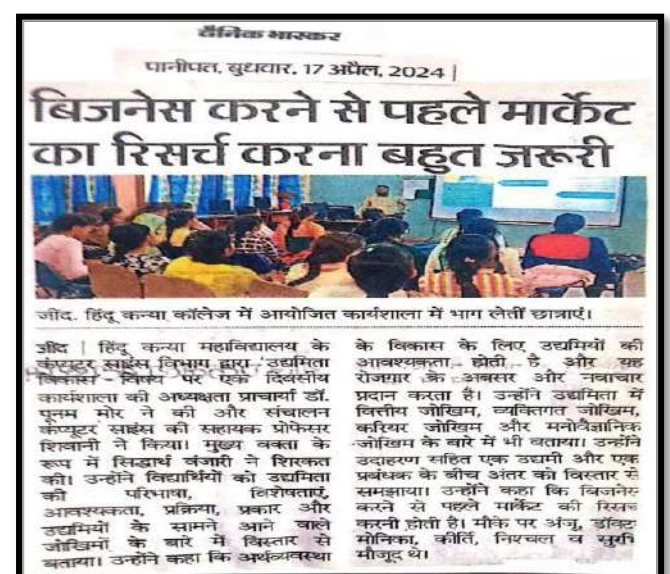 दैनिक भास्कर
पानीपत, बुधवार, 17 अप्रैल, 2024 |
बिजनेस करने से पहले मार्केट
का रिसर्च करना बहुत जरूरी
जींद. हिंदू कन्या कॉलेज में आयोजित कार्यशाला में भाग लेतीं छात्राएं।
जींद | हिंदू कन्या महाविद्यालय के
कंप्यूटर साइंस विभाग द्वारा 'उद्यमिता
विकास - विषय पर एक दिवसीय
कार्यशाला की अध्यक्षता प्राचार्या डॉ.
पूनम मोर ने की और संचालन
कंप्यूटर साइंस की सहायक प्रोफेसर
शिवानी ने किया। मुख्य वक्ता के
रूप में सिद्धार्थ वंजारी ने शिरकत
की। उन्होंने विद्यार्थियों को उद्यमिता
की परिभाषा, विशेषताएं,
आवश्यकता, प्रक्रिया, प्रकार और
उद्यमियों के सामने आने वाले
जोखिमों के बारे में विस्तार से
बताया। उन्होंने कहा कि अर्थव्यवस्था
के विकास के लिए उद्यमियों की
आवश्यकता होती है और यह
रोजगार के अवसर और नवाचार
प्रदान करता है। उन्होंने उद्यमिता में
वित्तीय जोखिम, व्यक्तिगत जोखिम,
करियर जोखिम और मनोवैज्ञानिक
जोखिम के बारे में भी बताया। उन्होंने
उदाहरण सहित एक उद्यमी और एक
प्रबंधक के बीच अंतर को विस्तार से
समझाया। उन्होंने कहा कि बिजनेस
करने से पहले मार्केट की रिसर्च
करनी होती है। मौके पर अंजू, डॉक्ट
मोनिका, कीर्ति, निश्चल व सुरभि
मौजूद थे।